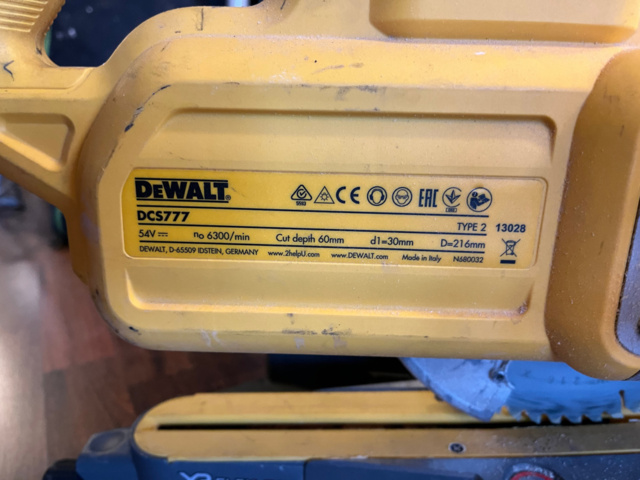 DEWALT®
DCS777
TYPE 2 13028
54V n₀ 6300/min Cut depth 60mm d1=30mm D=216mm
DEWALT, D-65509 IDSTEIN, GERMANY www.2helpU.com www.DEWALT.com Made in Italy N680032